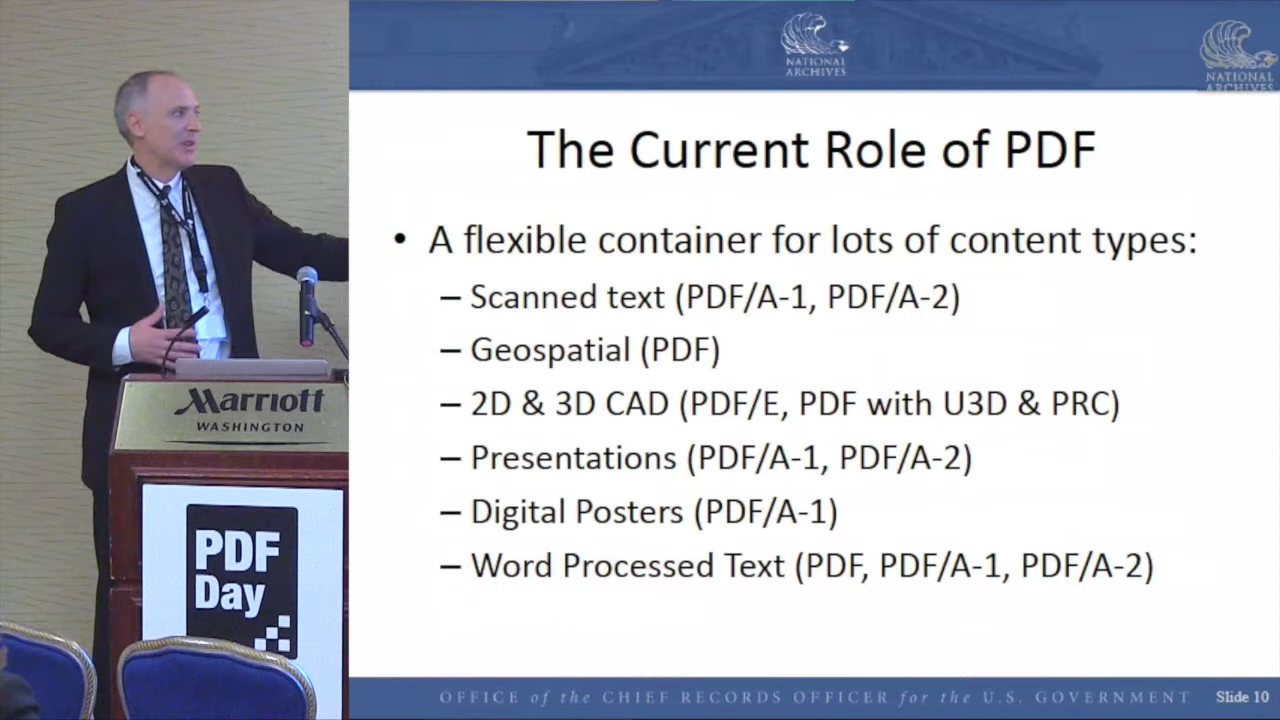 NATIONAL
ARCHIVES
NATIONAL
ARCHIVES
The Current Role of PDF
• A flexible container for lots of content types:
– Scanned text (PDF/A-1, PDF/A-2)
– Geospatial (PDF)
– 2D & 3D CAD (PDF/E, PDF with U3D & PRC)
– Presentations (PDF/A-1, PDF/A-2)
– Digital Posters (PDF/A-1)
– Word Processed Text (PDF, PDF/A-1, PDF/A-2)
OFFICE of the CHIEF RECORDS OFFICER for the U.S. GOVERNMENT
Slide 10
Marriott
WASHINGTON
PDF
Day